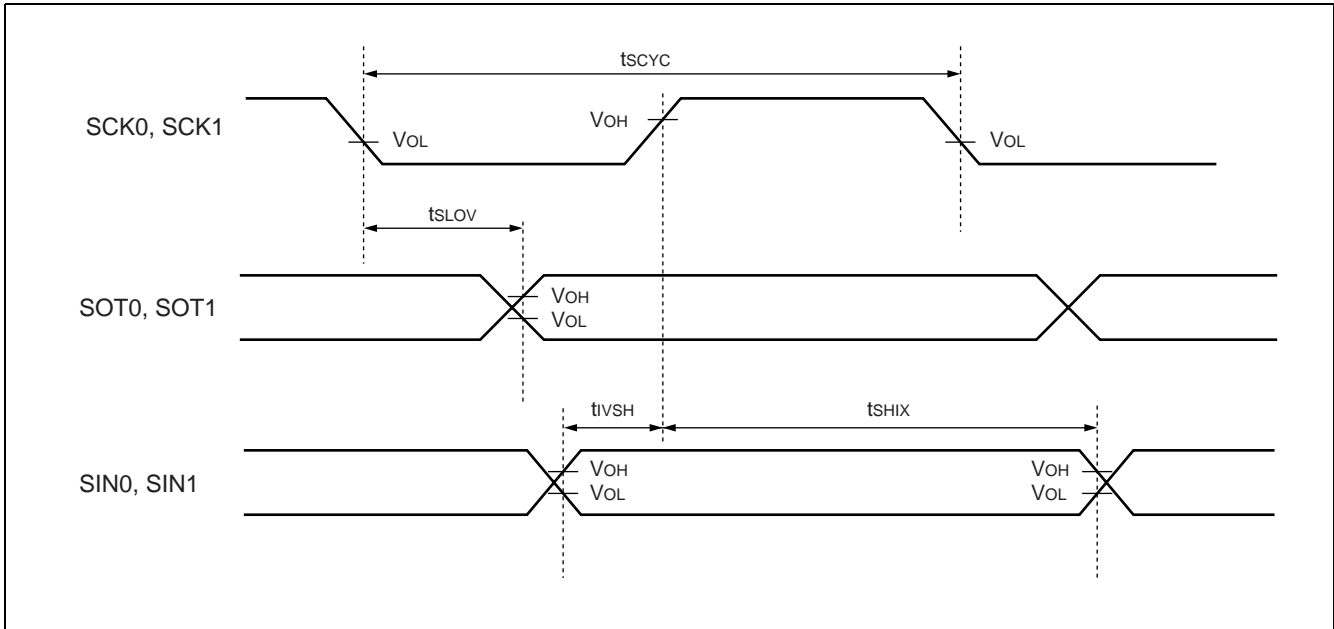 tSCYC
SCK0, SCK1
VOH
VOL
VOL
tSLOV
SOT0, SOT1
VOH
VOL
tIVSH
tSHIX
SIN0, SIN1
VOH
VOL
VOH
VOL